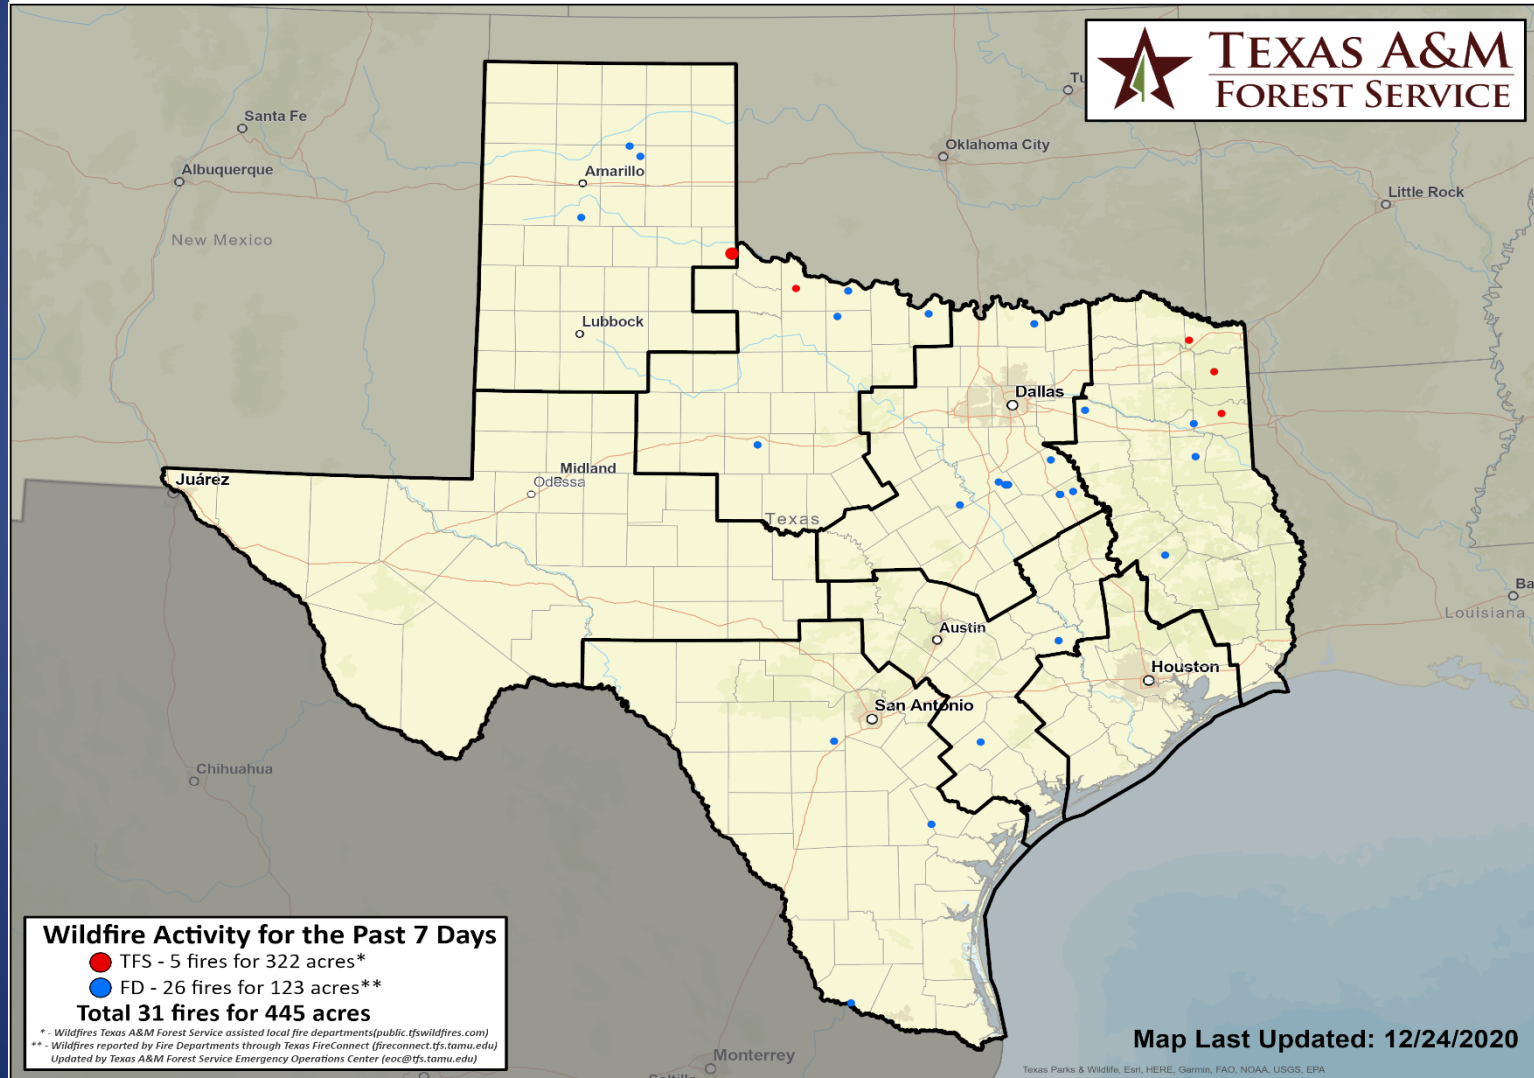 TEXAS A&M
FOREST SERVICE
Santa Fe
Oklahoma City
Albuquerque
Amarillo
Little Rock
New Mexico
Lubbock
Dallas
Juárez
Midland
Odessa
Texas
Louisiana
Austin
Houston
San Antonio
Chihuahua
Wildfire Activity for the Past 7 Days
TFS - 5 fires for 322 acres*
FD - 26 fires for 123 acres**
Total 31 fires for 445 acres
* - Wildfires Texas A&M Forest Service assisted local fire departments(public.tfswildfires.com)
** - Wildfires reported by Fire Departments through Texas FireConnect (fireconnect.tfs.tamu.edu)
Updated by Texas A&M Forest Service Emergency Operations Center (eoc@tfs.tamu.edu)
Map Last Updated: 12/24/2020
Monterrey
Texas Parks & Wildlife, Esri, HERE, Garmin, FAO, NOAA, USGS, EPA